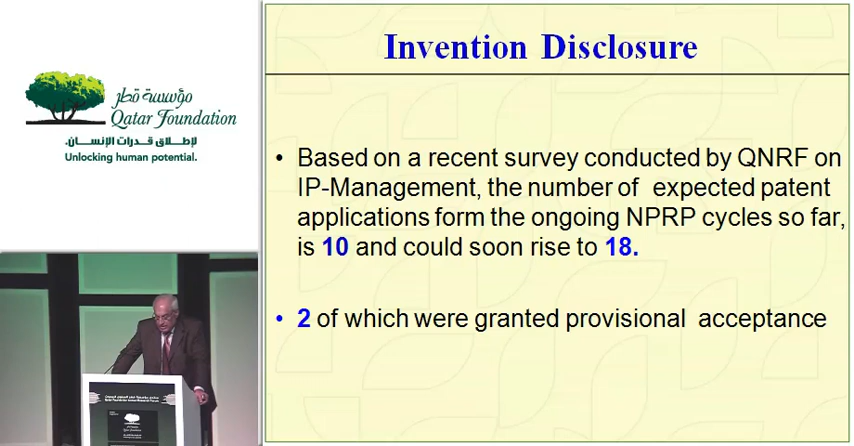 مؤسسة قطر
Qatar Foundation
لإطلاق قدرات الإنسان.
Unlocking human potential.
Invention Disclosure
• Based on a recent survey conducted by QNRF on
IP-Management, the number of expected patent
applications form the ongoing NPRP cycles so far,
is 10 and could soon rise to 18.
• 2 of which were granted provisional acceptance